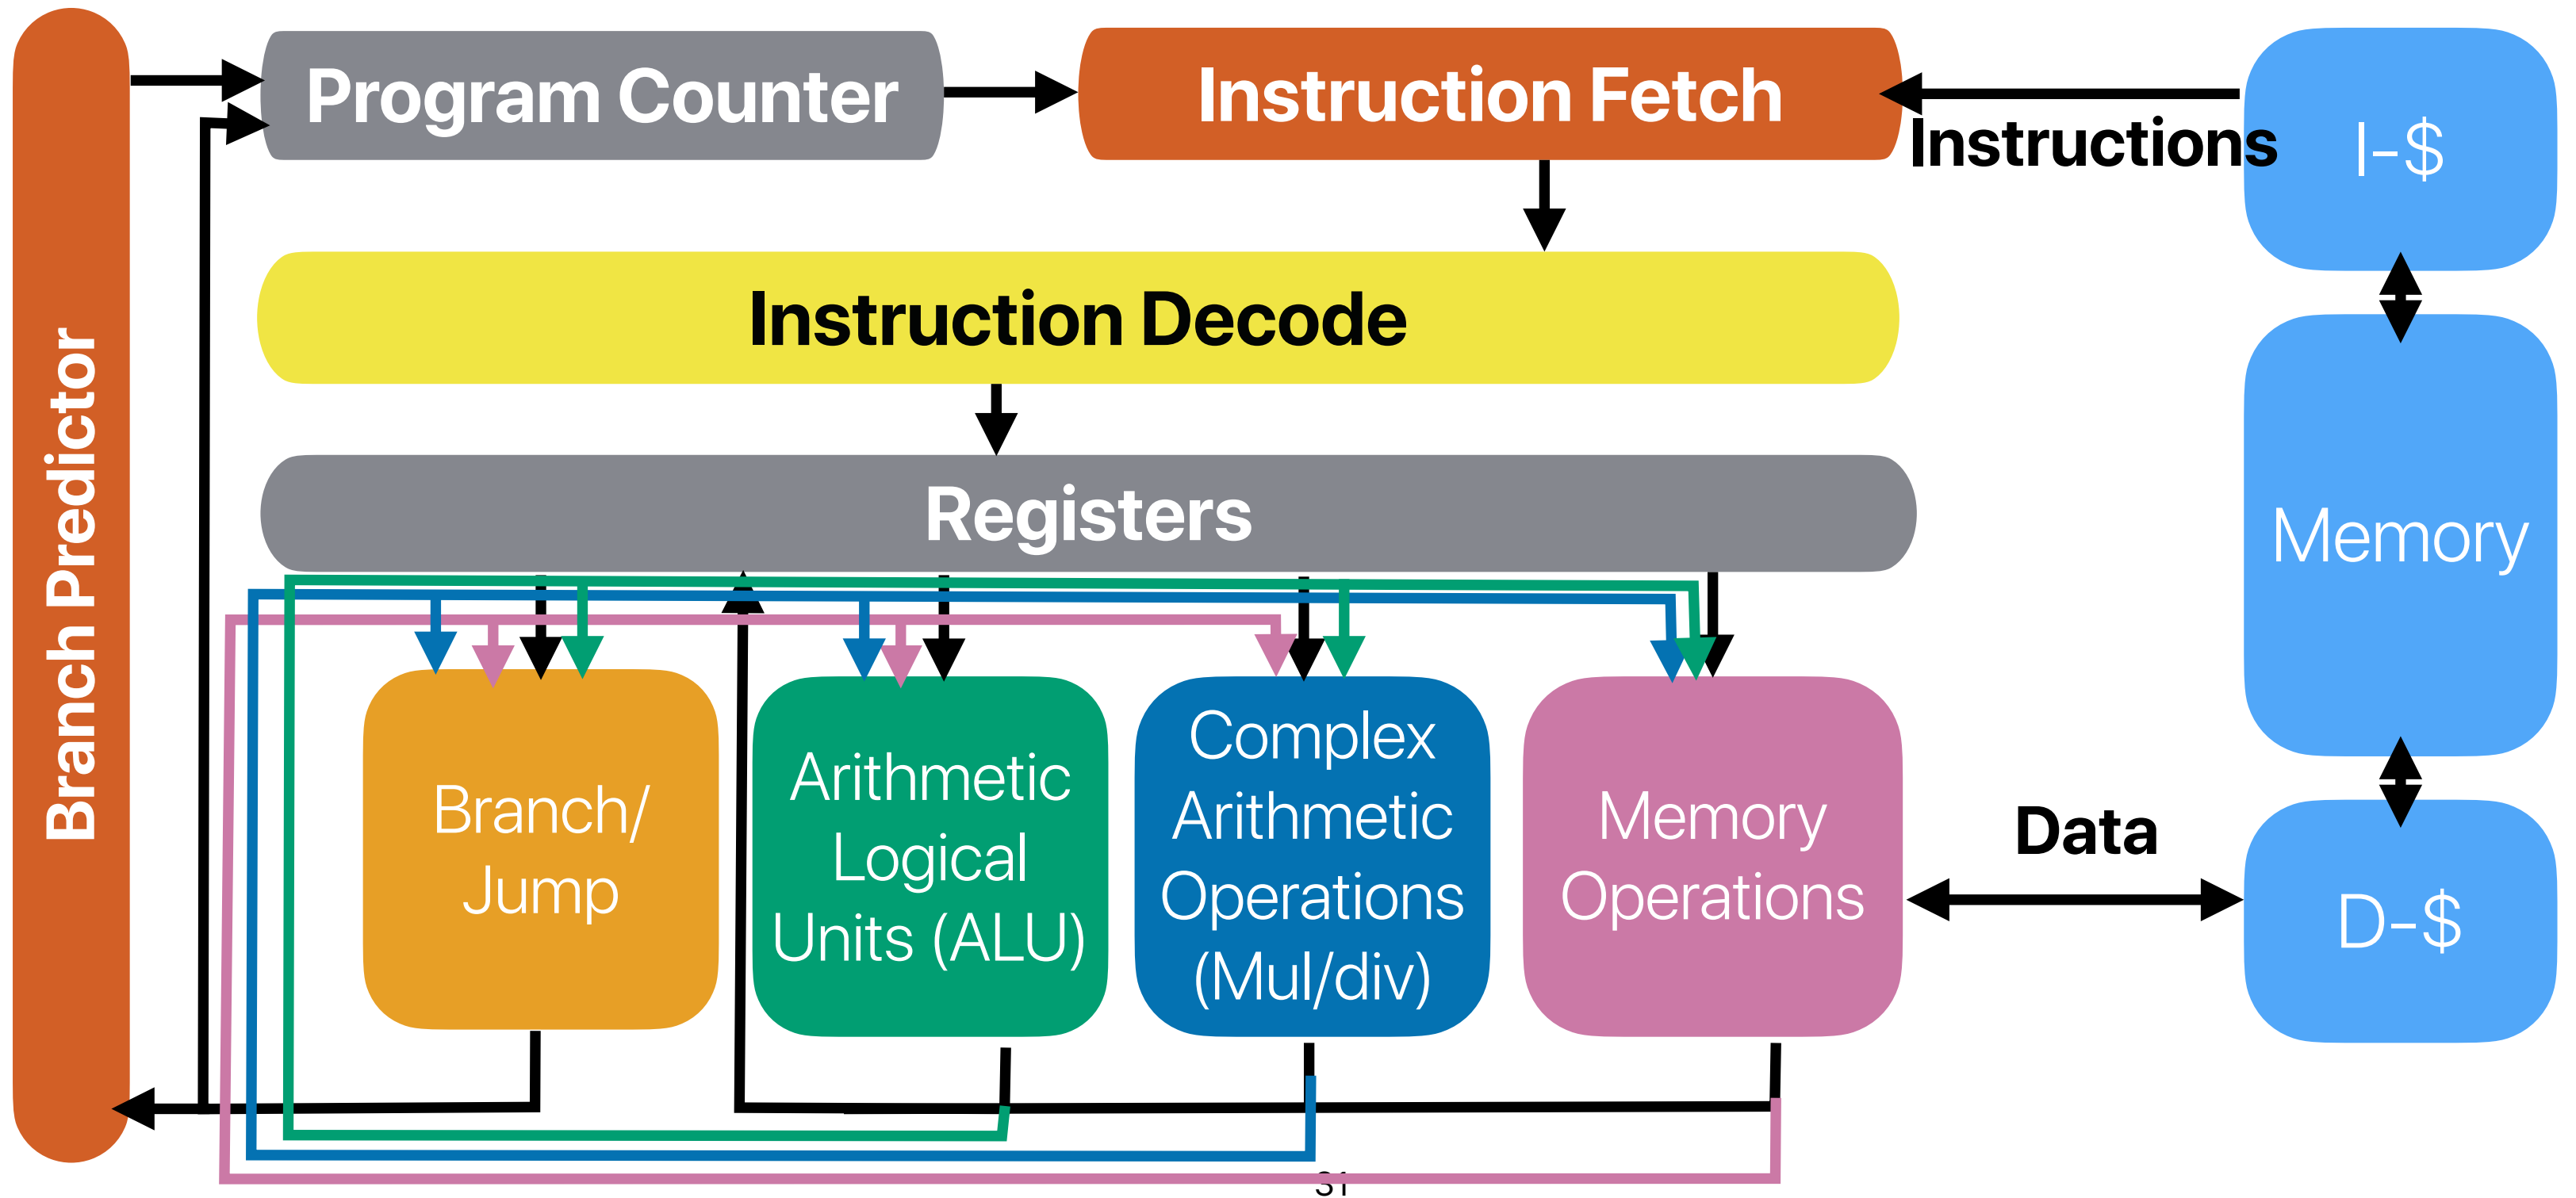 Branch Predictor
Program Counter
Instruction Fetch
Instructions
I-$
Instruction Decode
Registers
Memory
Branch/
Jump
Arithmetic
Logical
Units (ALU)
Complex
Arithmetic
Operations
(Mul/div)
Memory
Operations
Data
D-$
31